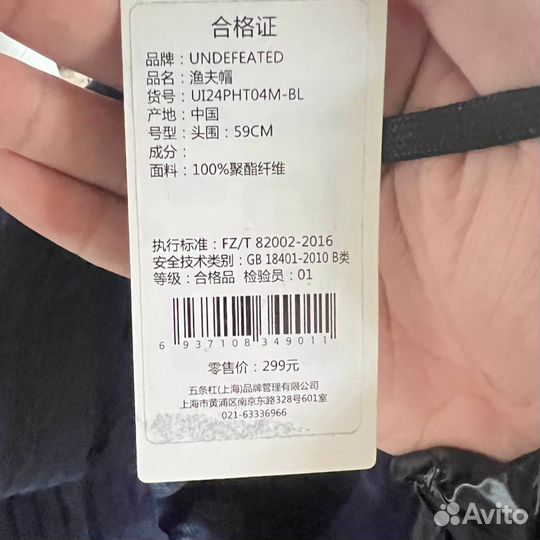 合格证
品牌：UNDEFEATED
品名：渔夫帽
货号：UI24PHT04M-BL
产地：中国
号型：头围：59CM
成分：
面料：100%聚酯纤维
执行标准：FZ/T 82002-2016
安全技术类别：GB 18401-2010 B类
等级：合格品 检验员：01
6 937108 349011
零售价：299元
五条杠(上海)品牌管理有限公司
上海市黄浦区南京东路328号601室
021-63336966
Avito